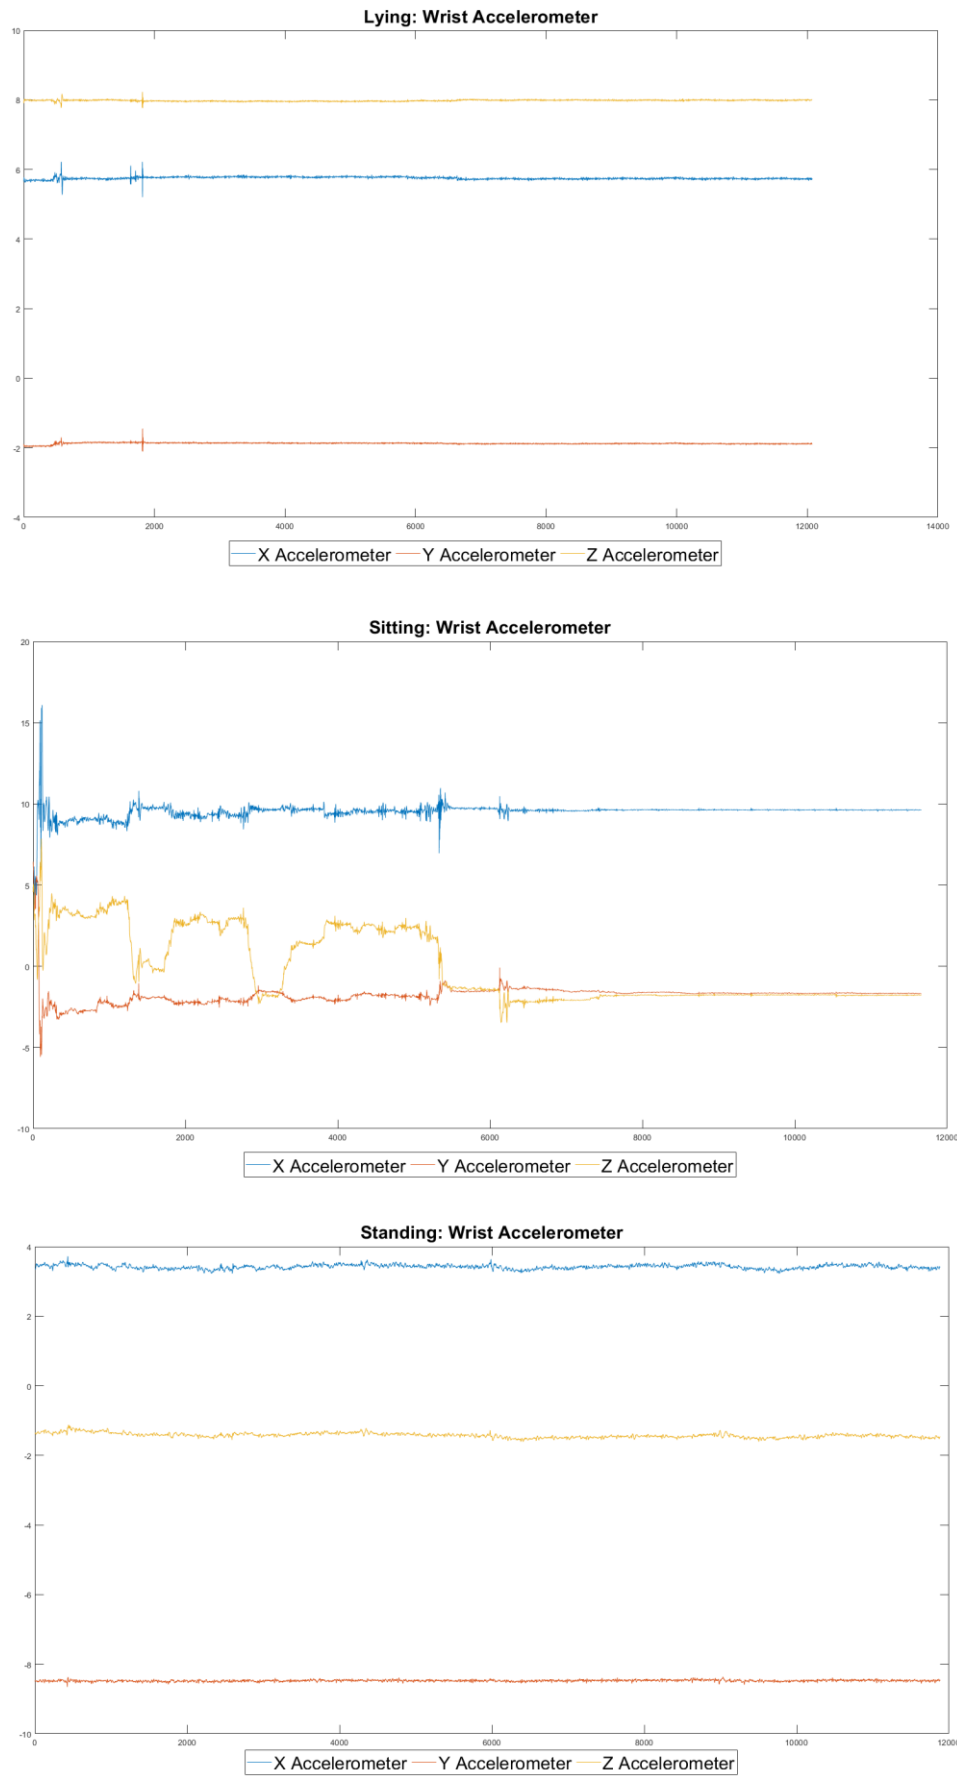 Lying: Wrist Accelerometer
10
8
6
4
2
0
-2
-4
0 2000 4000 6000 8000 10000 12000 14000
X Accelerometer Y Accelerometer Z Accelerometer
Sitting: Wrist Accelerometer
20
15
10
5
0
-5
-10
0 2000 4000 6000 8000 10000 12000
X Accelerometer Y Accelerometer Z Accelerometer
Standing: Wrist Accelerometer
4
2
0
-2
-4
-6
-8
-10
0 2000 4000 6000 8000 10000 12000
X Accelerometer Y Accelerometer Z Accelerometer